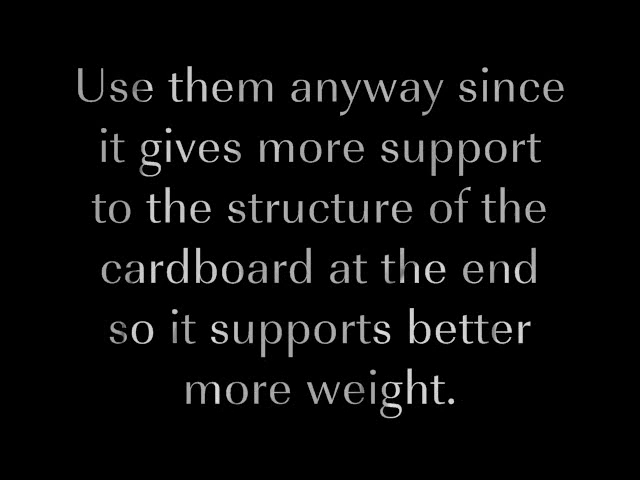 Use them anyway since
it gives more support
to the structure of the
cardboard at the end
so it supports better
more weight.